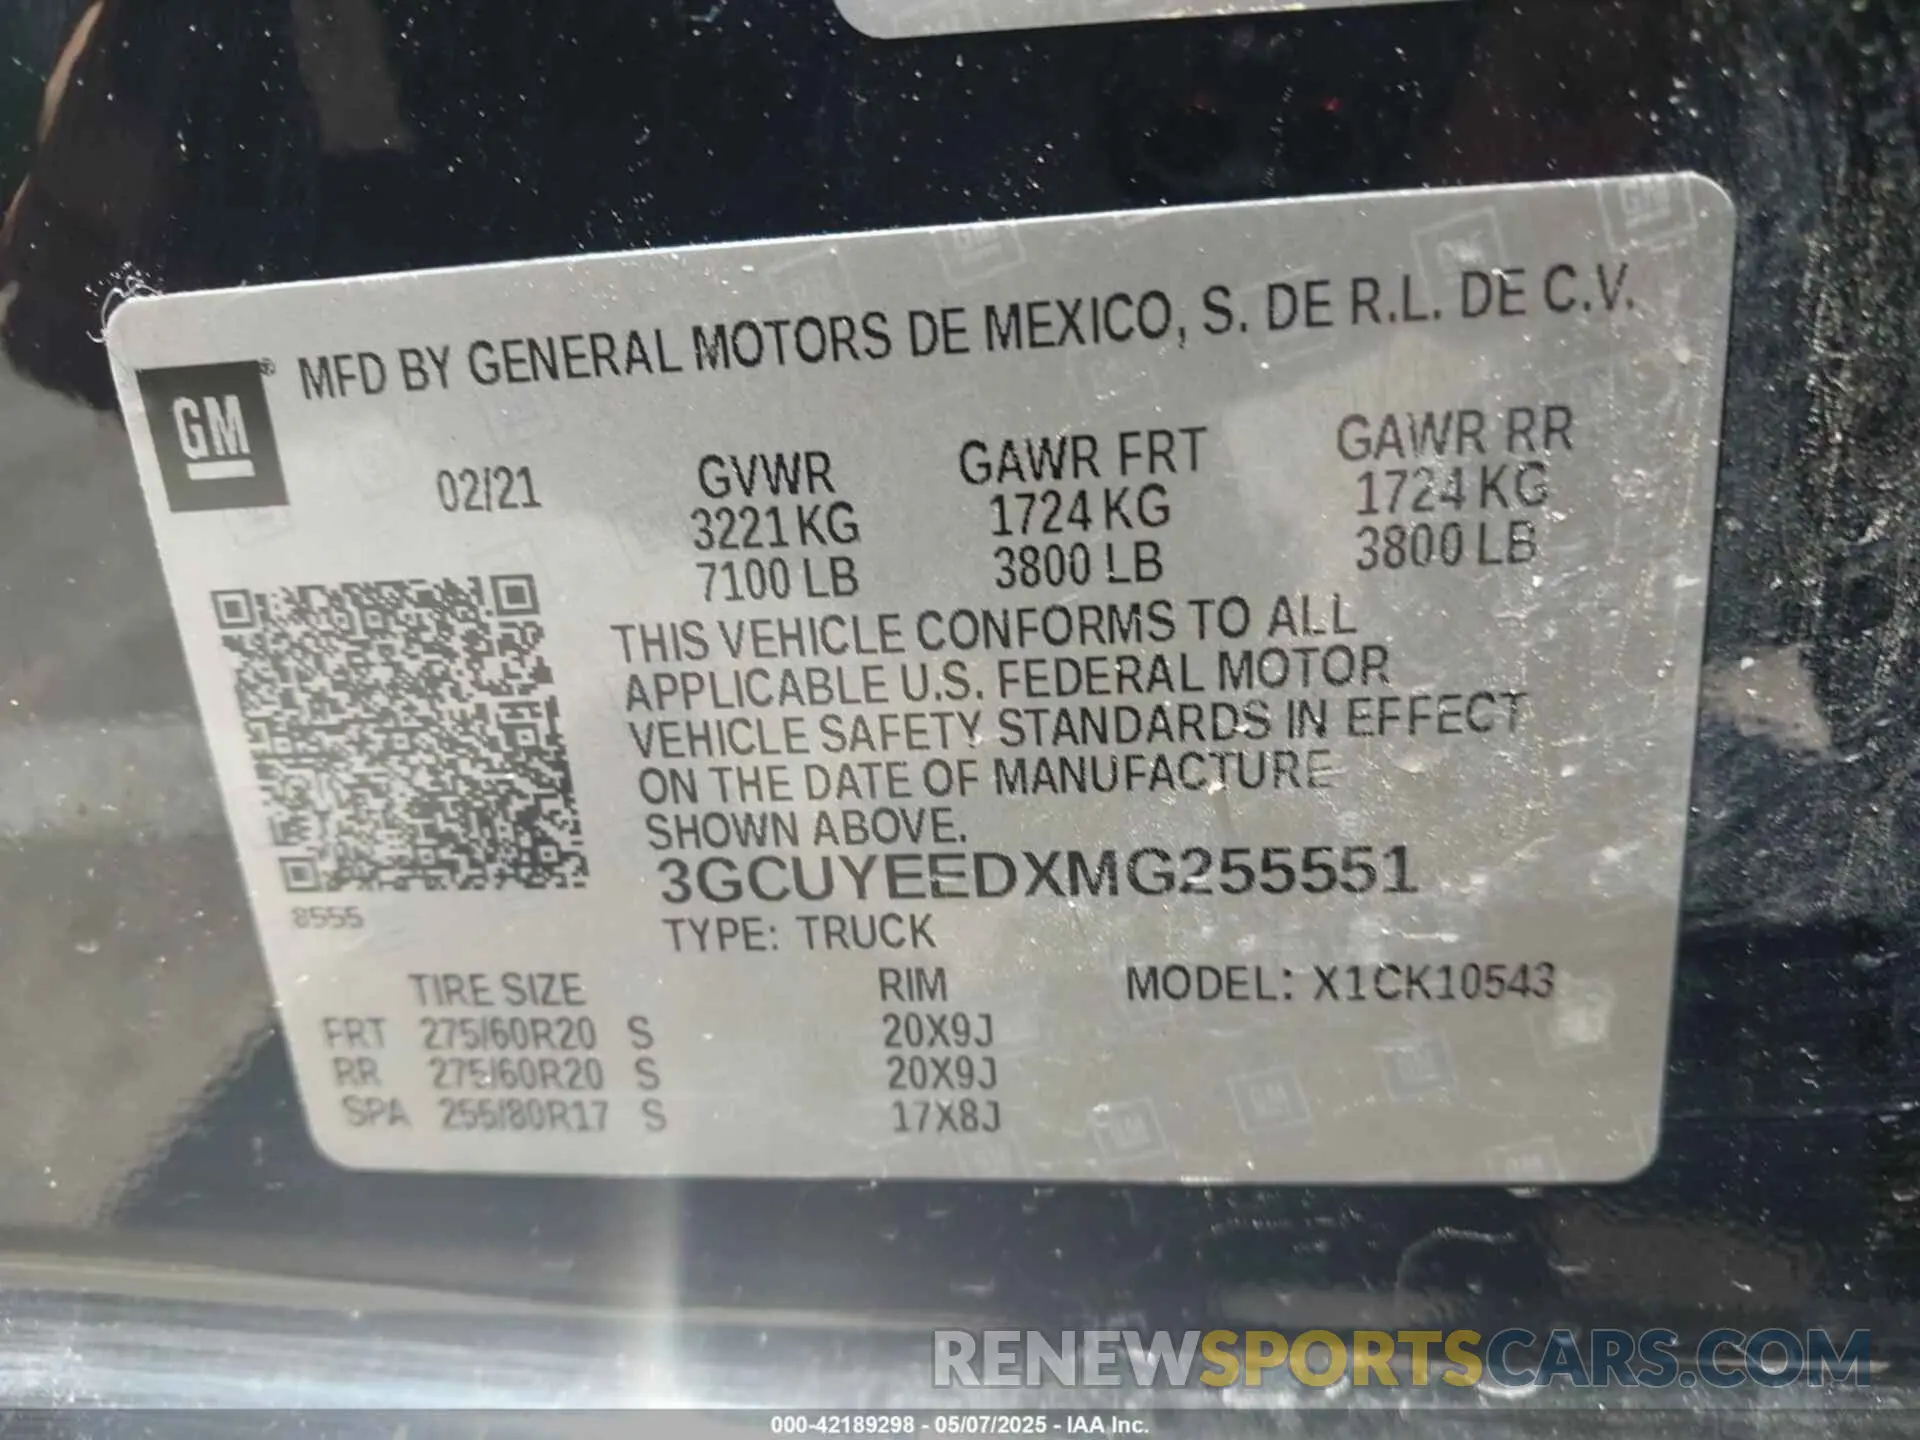 MFD BY GENERAL MOTORS DE MEXICO, S. DE R.L. DE C.V.
GM®
02/21 GVWR GAWR FRT GAWR RR
3221 KG 1724 KG 1724 KG
7100 LB 3800 LB 3800 LB
THIS VEHICLE CONFORMS TO ALL
APPLICABLE U.S. FEDERAL MOTOR
VEHICLE SAFETY STANDARDS IN EFFECT
ON THE DATE OF MANUFACTURE
SHOWN ABOVE.
3GCUYEEDXMG255551
8555
TYPE: TRUCK
TIRE SIZE RIM MODEL: X1CK10543
FRT 275/60R20 S 20X9J
RR 275/60R20 S 20X9J
SPA 255/80R17 S 17X8J
RENEWSPORTSCARS.COM
000-42189298 - 05/07/2025 - IAA Inc.